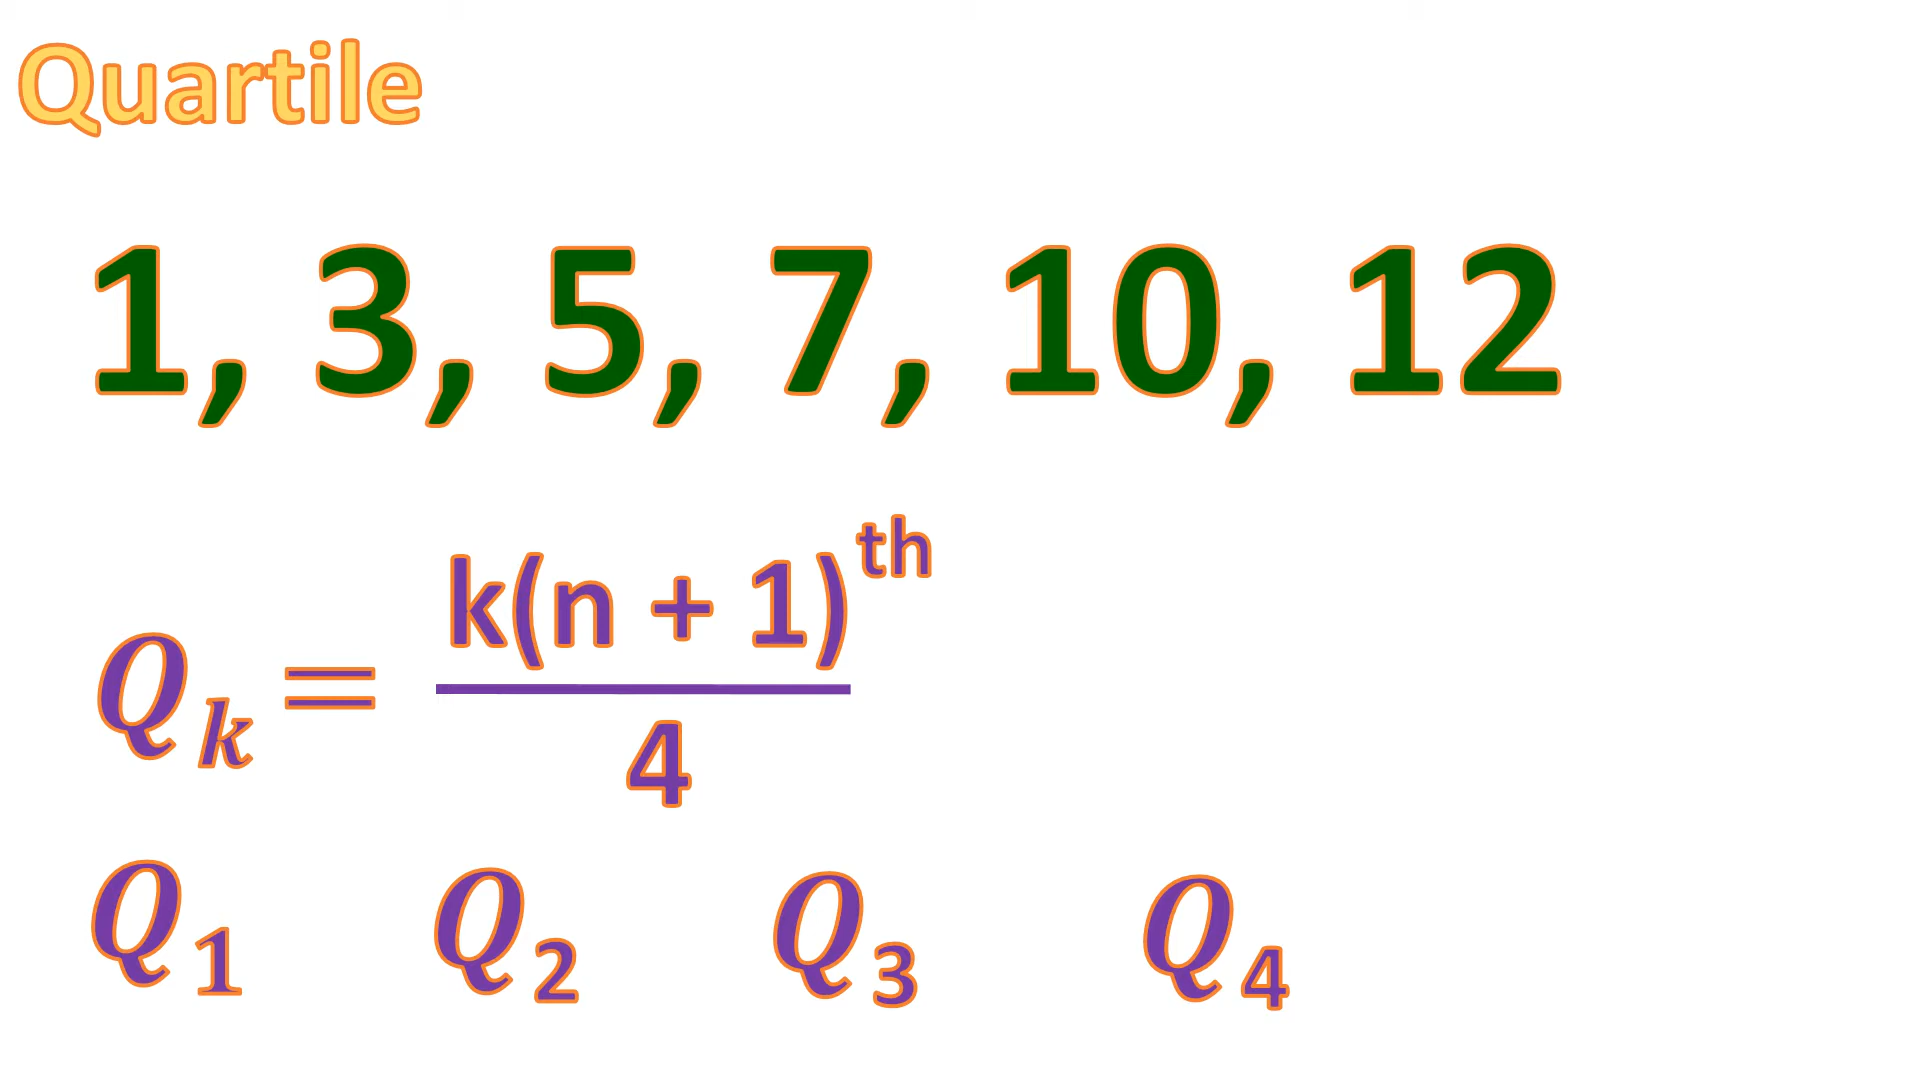 Quartile
1, 3, 5, 7, 10, 12
k(n + 1)th
Qk =
4
Q1 Q2 Q3 Q4